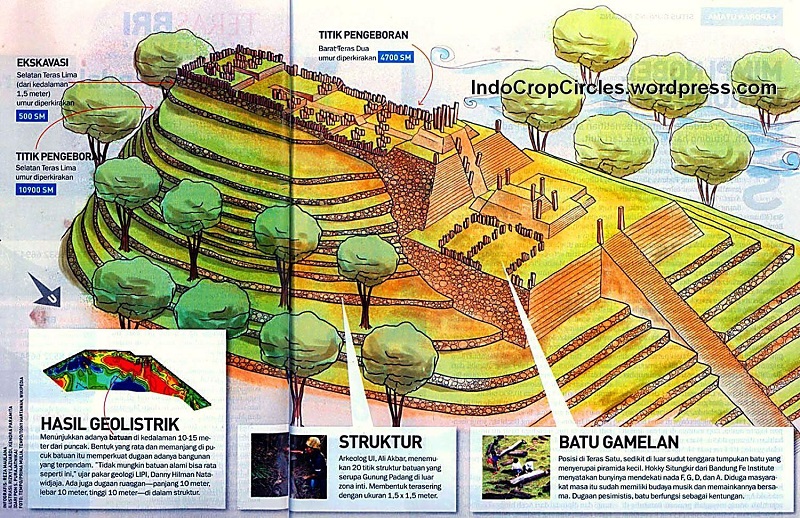 EKSKAVASI
Selatan Teras Lima
(dari kedalaman
1,5 meter)
umur diperkirakan
500 SM
TITIK PENGEBORAN
Selatan Teras Lima
umur diperkirakan
10900 SM
TITIK PENGEBORAN
Barat Teras Dua
umur diperkirakan 4700 SM
IndoCropCircles.wordpress.com
HASIL GEOLISTRIK
Menunjukkan adanya batuan di kedalaman 10-15 me-
ter dari puncak. Bentuk yang rata dan memanjang di pu-
cuk batuan itu memperkuat dugaan adanya bangunan
yang terpendam. "Tidak mungkin batuan alami bisa rata
seperti ini," ujar pakar geologi LIPI, Danny Hilman Nata-
widjaja. Ada juga dugaan ruasgan—panjang 10 meter,
lebar 10 meter, tinggi 10 meter—di dalam struktur.
STRUKTUR
Arkeolog UI, Ali Akbar, menemu-
kan 20 titik struktur batuan yang
serupa Gunung Padang di luar
zona inti. Membentuk terasering
dengan ukuran 1,5 x 1,5 meter.
BATU GAMELAN
Posisi di Teras Satu, sedikit di luar sudut tenggara tumpukan batu yang
menyerupai piramida kecil. Hokky Situngkir dari Bandung Fe Institute
menyatakan bunyinya mendekati nada F, G, D, dan A. Diduga masyara-
kat masa itu sudah memiliki budaya musik dan memainkannya bersa-
ma. Dugaan pesimistis, batu berfungsi sebagai kentungan.